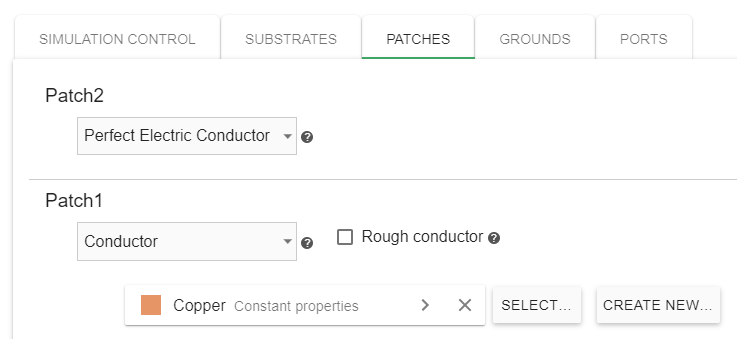 SIMULATION CONTROL SUBSTRATES PATCHES GROUNDS PORTS
Patch2
Perfect Electric Conductor ?
Patch1
Conductor ? Rough conductor ?
Copper Constant properties SELECT... CREATE NEW...